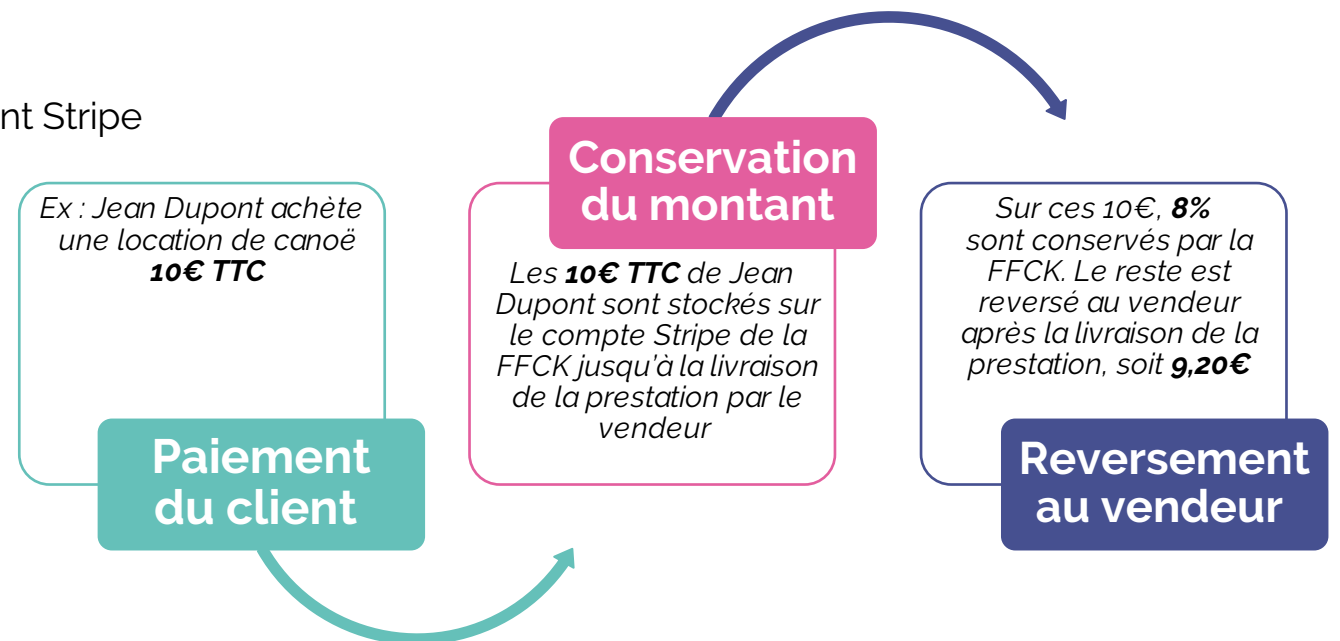 nt Stripe
Ex : Jean Dupont achète
une location de canoë
10€ TTC
Paiement
du client
Conservation
du montant
Les 10€ TTC de Jean
Dupont sont stockés sur
le compte Stripe de la
FFCK jusqu’à la livraison
de la prestation par le
vendeur
Sur ces 10€, 8%
sont conservés par la
FFCK. Le reste est
reversé au vendeur
après la livraison de la
prestation, soit 9,20€
Reversement
au vendeur